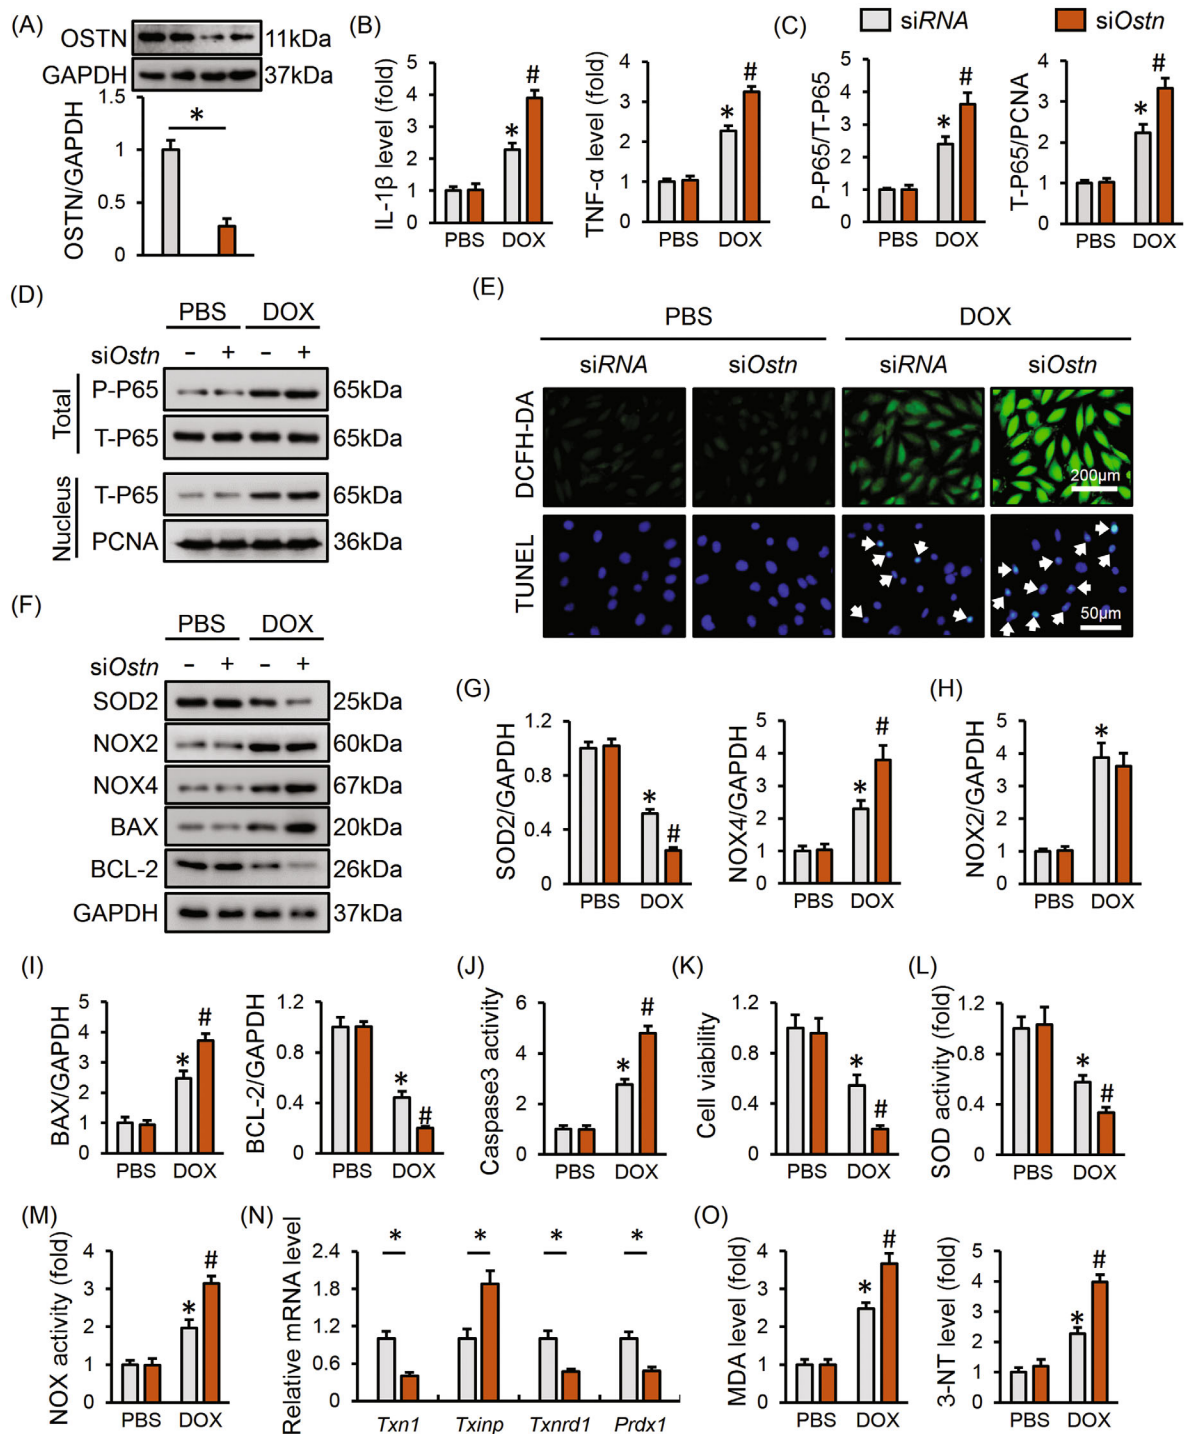 (A)
OSTN 11kDa
GAPDH 37kDa
OSTN/GAPDH
1.5
1
0.5
0
*
(B)
IL-1β level (fold)
5
4
3
2
1
0
* #
PBS DOX
TNF-α level (fold)
4
3
2
1
0
* #
PBS DOX
siRNA siOstn
(C)
P-P65/T-P65
5
4
3
2
1
0
* #
PBS DOX
T-P65/PCNA
4
3
2
1
0
* #
PBS DOX
(D)
PBS DOX
siOstn - + - +
Total
P-P65 65kDa
T-P65 65kDa
Nucleus
T-P65 65kDa
PCNA 36kDa
(E)
PBS DOX
siRNA siOstn siRNA siOstn
DCFH-DA
200μm
TUNEL
50μm
(F)
PBS DOX
siOstn - + - +
SOD2 25kDa
NOX2 60kDa
NOX4 67kDa
BAX 20kDa
BCL-2 26kDa
GAPDH 37kDa
(G)
SOD2/GAPDH
1.2
0.8
0.4
0
* #
PBS DOX
NOX4/GAPDH
5
4
3
2
1
0
* #
PBS DOX
(H)
NOX2/GAPDH
5
4
3
2
1
0
*
PBS DOX
(I)
BAX/GAPDH
5
4
3
2
1
0
* #
PBS DOX
BCL-2/GAPDH
1.2
0.8
0.4
0
* #
PBS DOX
(J)
Caspase3 activity
6
4
2
0
* #
PBS DOX
(K)
Cell viability
1.2
0.8
0.4
0
* #
PBS DOX
(L)
SOD activity (fold)
1.2
0.8
0.4
0
* #
PBS DOX
(M)
NOX activity (fold)
4
3
2
1
0
* #
PBS DOX
(N)
Relative mRNA level
2.4
1.8
1.2
0.6
0
* * * *
Txn1 Txinp Txnrd1 Prdx1
(O)
MDA level (fold)
4
3
2
1
0
* #
PBS DOX
3-NT level (fold)
5
4
3
2
1
0
* #
PBS DOX